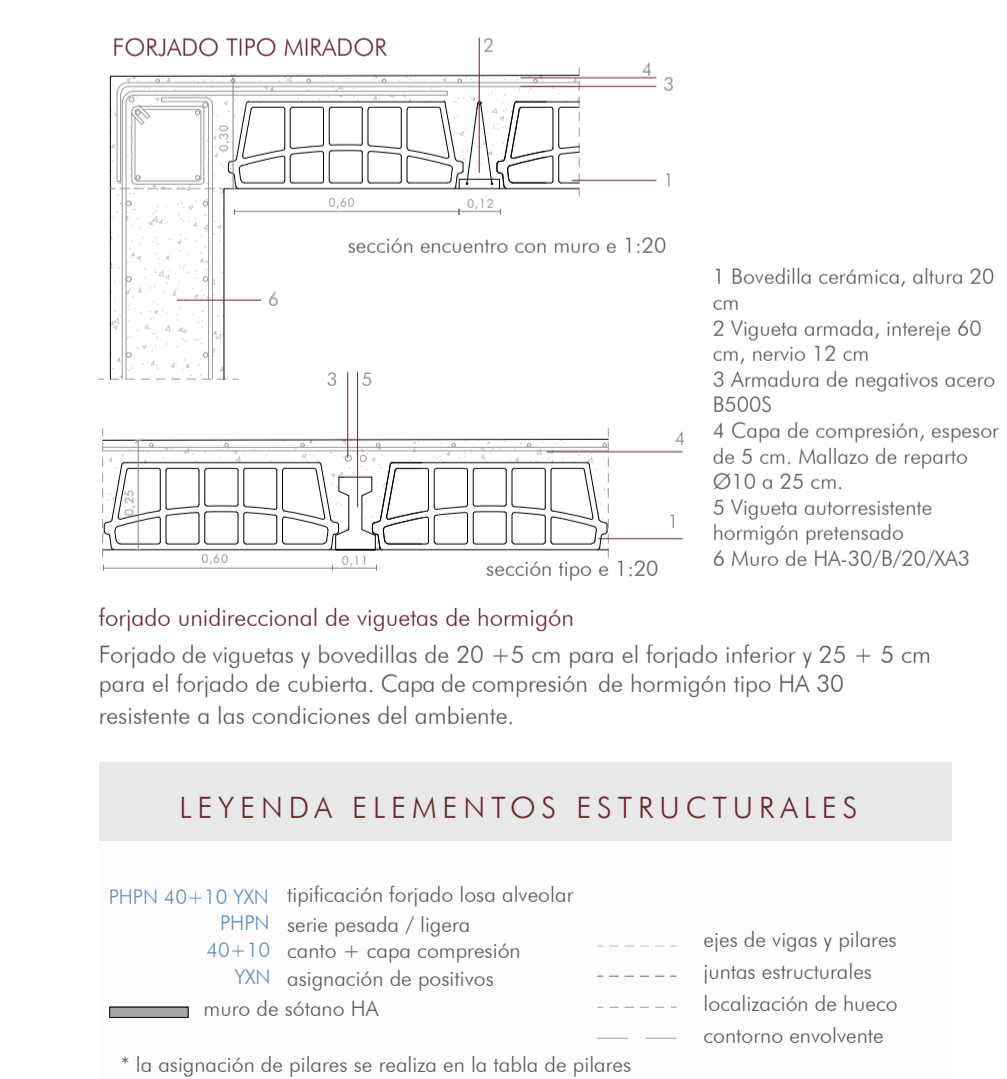 FORJADO TIPO MIRADOR
2
4
3
0,30
1
0,60
0,12
sección encuentro con muro e 1:20
6
1 Bovedilla cerámica, altura 20
cm
2 Vigueta armada, intereje 60
cm, nervio 12 cm
3 Armadura de negativos acero
B500S
4 Capa de compresión, espesor
de 5 cm. Mallazo de reparto
Ø10 a 25 cm.
5 Vigueta autorresistente
hormigón pretensado
6 Muro de HA-30/B/20/XA3
3
5
4
0,25
1
0,60
0,11
sección tipo e 1:20
forjado unidireccional de viguetas de hormigón
Forjado de viguetas y bovedillas de 20 +5 cm para el forjado inferior y 25 + 5 cm
para el forjado de cubierta. Capa de compresión de hormigón tipo HA 30
resistente a las condiciones del ambiente.
LEYENDA ELEMENTOS ESTRUCTURALES
PHPN 40+10 YXN tipificación forjado losa alveolar
PHPN serie pesada / ligera
40+10 canto + capa compresión
YXN asignación de positivos
muro de sótano HA
ejes de vigas y pilares
juntas estructurales
localización de hueco
contorno envolvente
* la asignación de pilares se realiza en la tabla de pilares